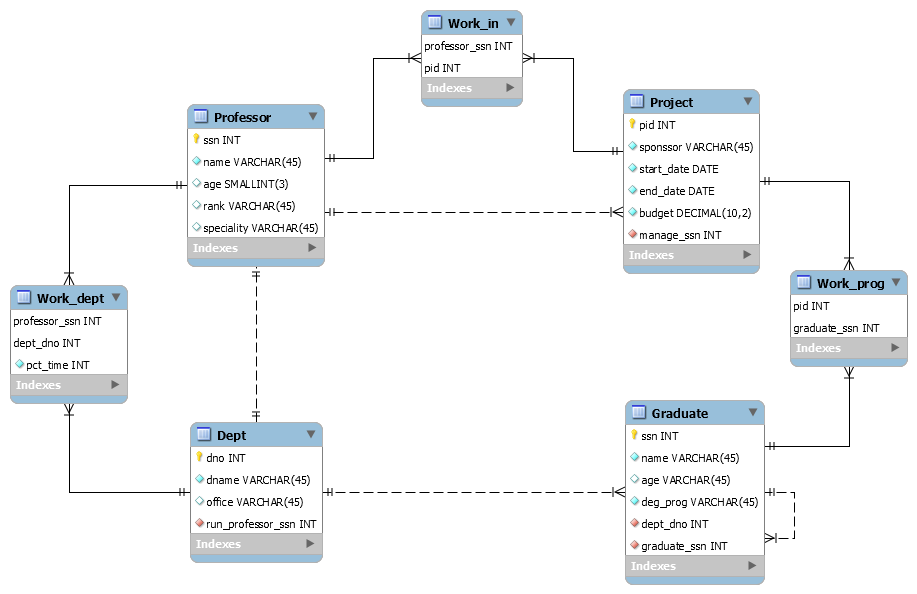 Work_in
professor_ssn INT
pid INT
Indexes
Professor
ssn INT
name VARCHAR(45)
age SMALLINT(3)
rank VARCHAR(45)
speciality VARCHAR(45)
Indexes
Project
pid INT
sponssor VARCHAR(45)
start_date DATE
end_date DATE
budget DECIMAL(10,2)
manage_ssn INT
Indexes
Work_dept
professor_ssn INT
dept_dno INT
pct_time INT
Indexes
Work_prog
pid INT
graduate_ssn INT
Indexes
Dept
dno INT
dname VARCHAR(45)
office VARCHAR(45)
run_professor_ssn INT
Indexes
Graduate
ssn INT
name VARCHAR(45)
age VARCHAR(45)
deg_prog VARCHAR(45)
dept_dno INT
graduate_ssn INT
Indexes